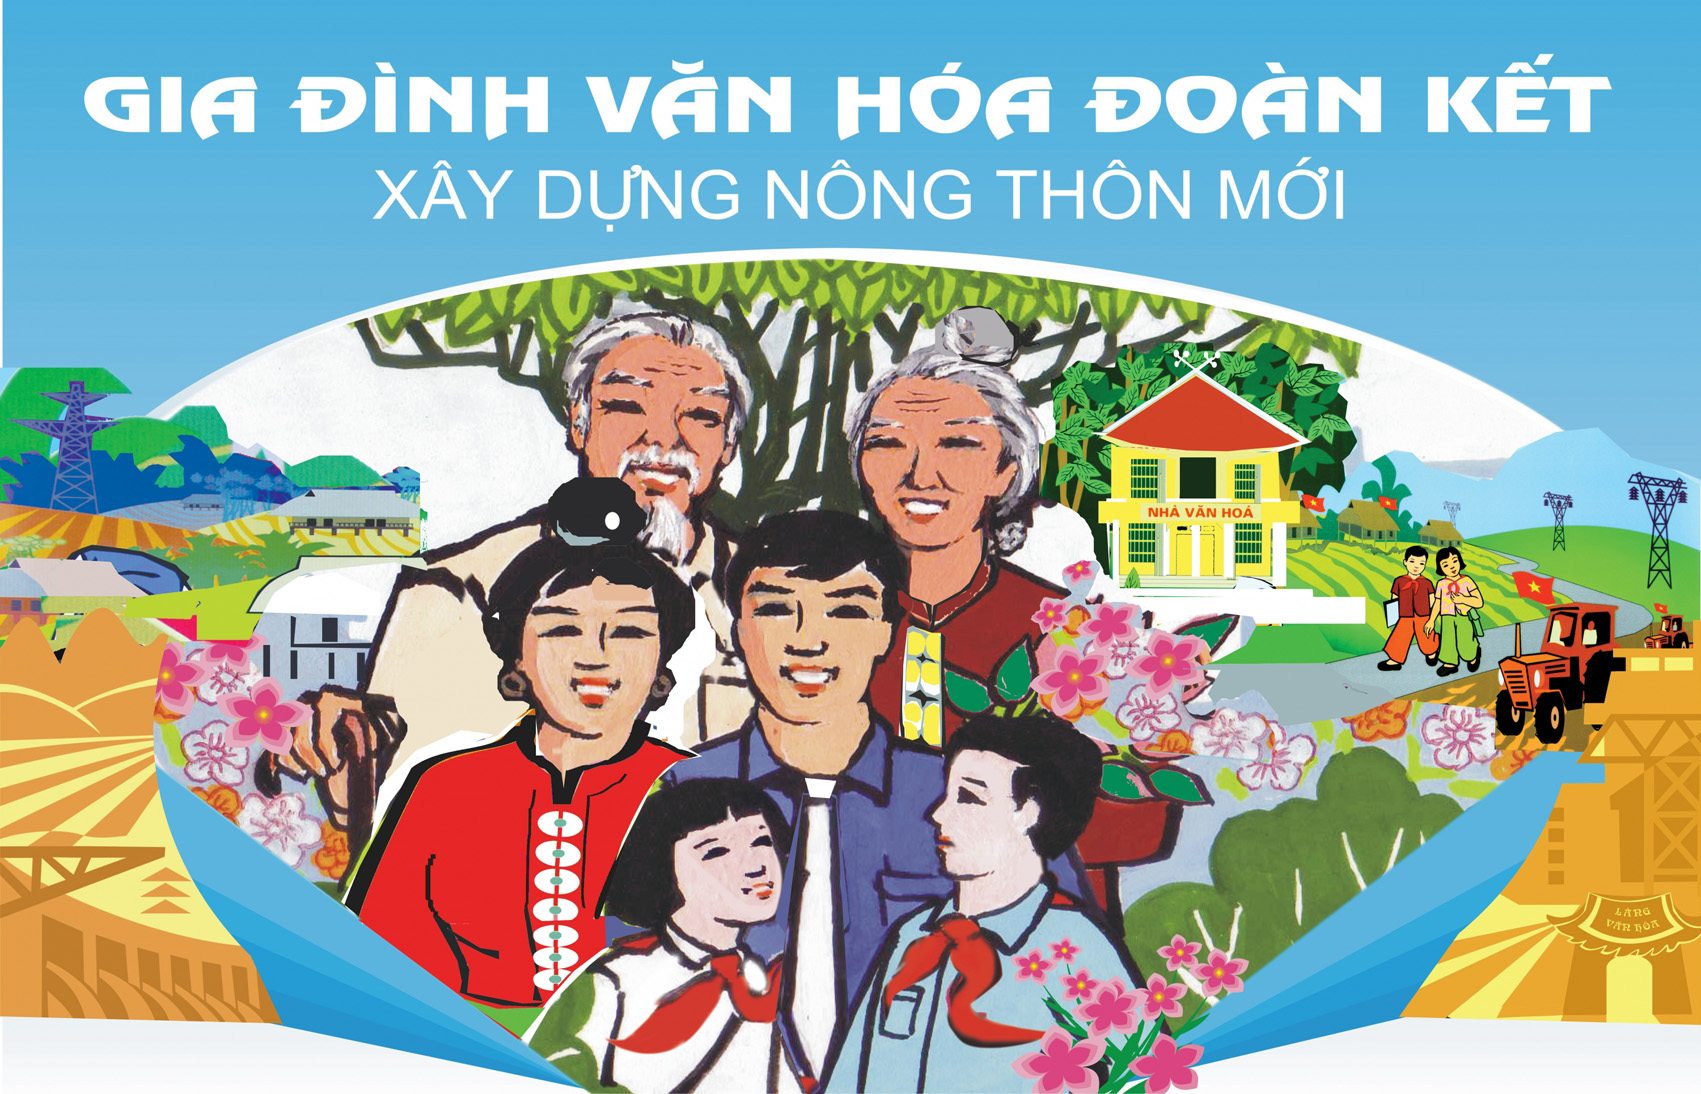 GIA ĐÌNH VĂN HÓA ĐOÀN KẾT
XÂY DỰNG NÔNG THÔN MỚI
NHÀ VĂN HOÁ
LÀNG
VĂN HÓA